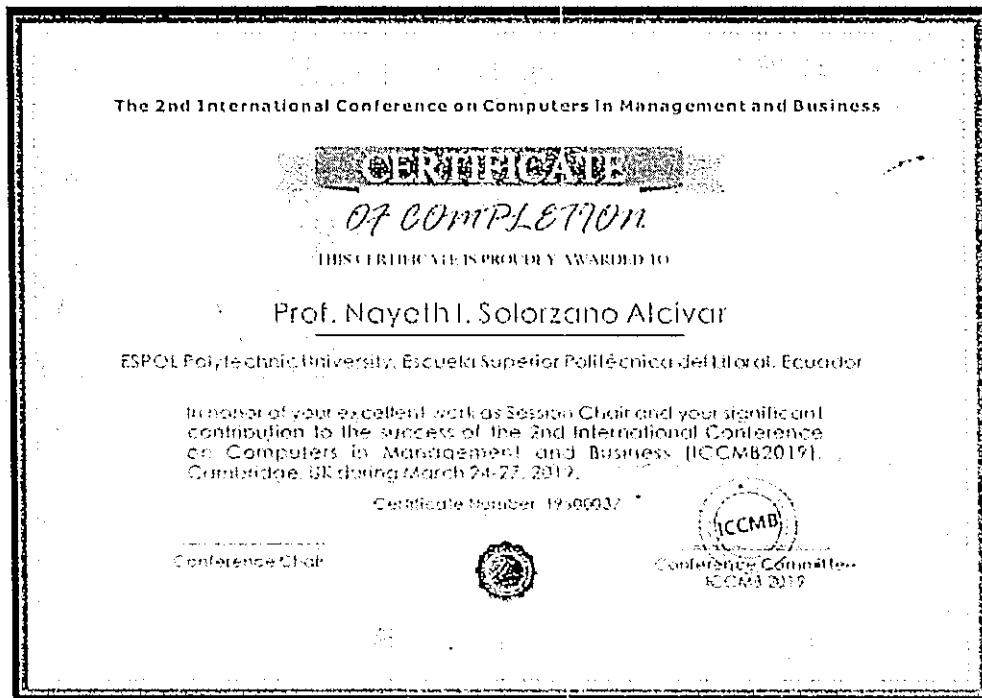 The 2nd International Conference on Computers in Management and Business
CERTIFICATE
OF COMPLETION
THIS CERTIFICATE IS PROUDLY AWARDED TO
Prof. Nayeth I. Solorzano Alcivar
ESPOL Polytechnic University, Escuela Superior Politécnica del Litoral, Ecuador
In honor of your excellent work as Session Chair and your significant
contribution to the success of the 2nd International Conference
on Computers in Management and Business (ICCMB2019),
Cambridge, UK during March 24-27, 2019.
Certificate Number
ICCMB
Conference Chair
Conference Committee
ICCMB 2019